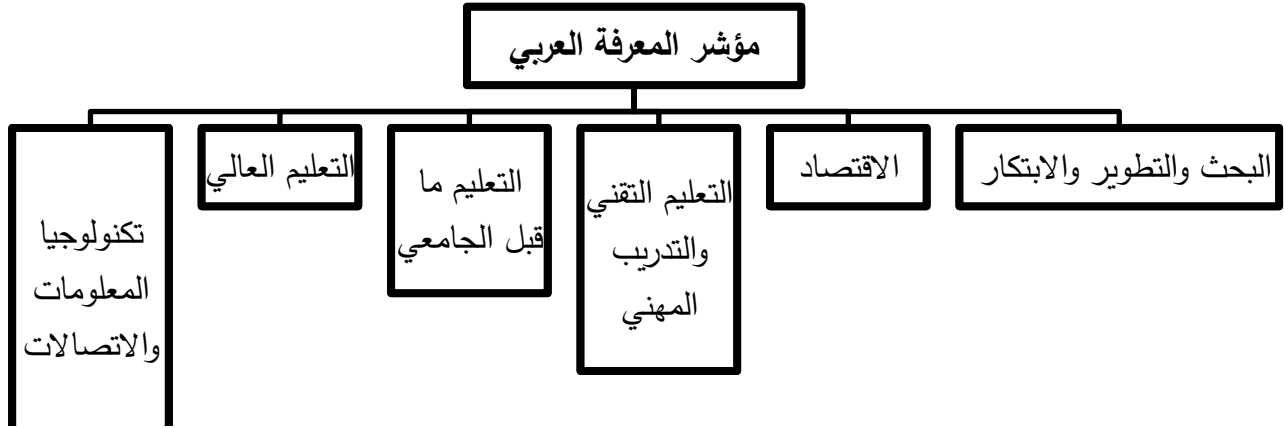 مؤشر المعرفة العربي
البحث والتطوير والابتكار
الاقتصاد
التعليم التقني
والتدريب
المهني
التعليم ما
قبل الجامعي
التعليم العالي
تكنولوجيا
المعلومات
والاتصالات